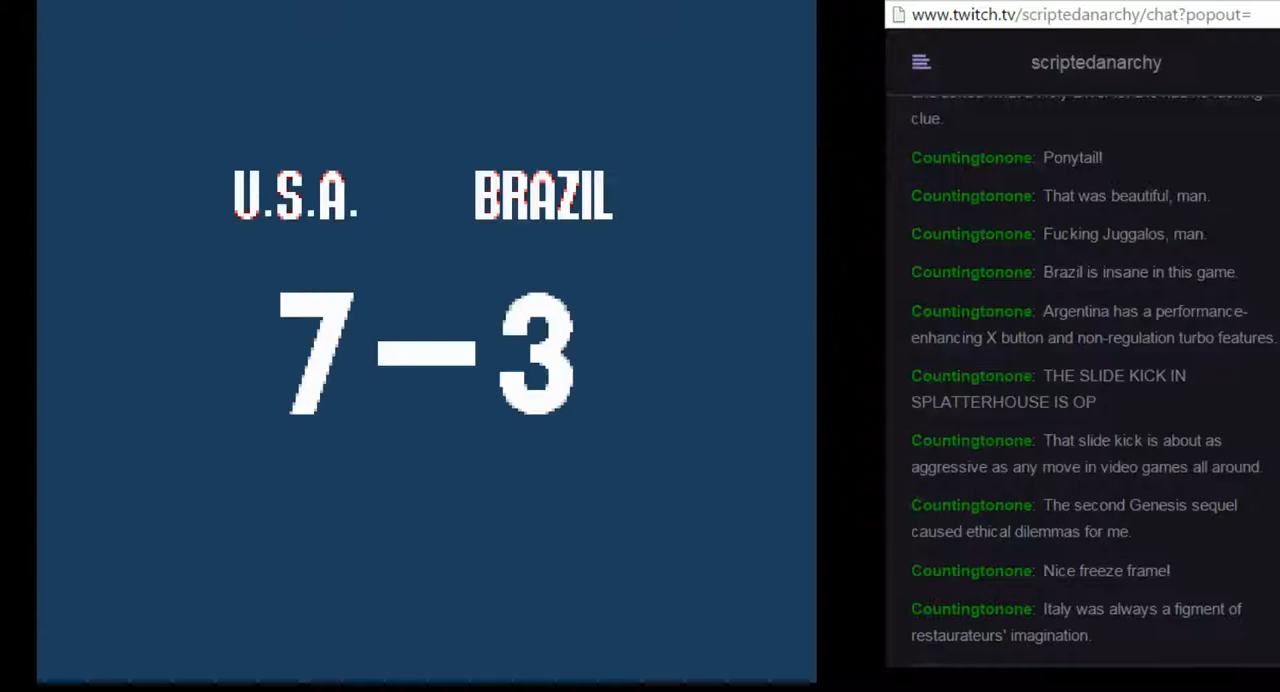 U.S.A. BRAZIL
7–3
www.twitch.tv/scriptedanarchy/chat?popout=
scriptedanarchy
clue.
Countingtonone: Ponytail!
Countingtonone: That was beautiful, man.
Countingtonone: Fucking Juggalos, man.
Countingtonone: Brazil is insane in this game.
Countingtonone: Argentina has a performance-
enhancing X button and non-regulation turbo features.
Countingtonone: THE SLIDE KICK IN
SPLATTERHOUSE IS OP
Countingtonone: That slide kick is about as
aggressive as any move in video games all around.
Countingtonone: The second Genesis sequel
caused ethical dilemmas for me.
Countingtonone: Nice freeze frame!
Countingtonone: Italy was always a figment of
restaurateurs' imagination.